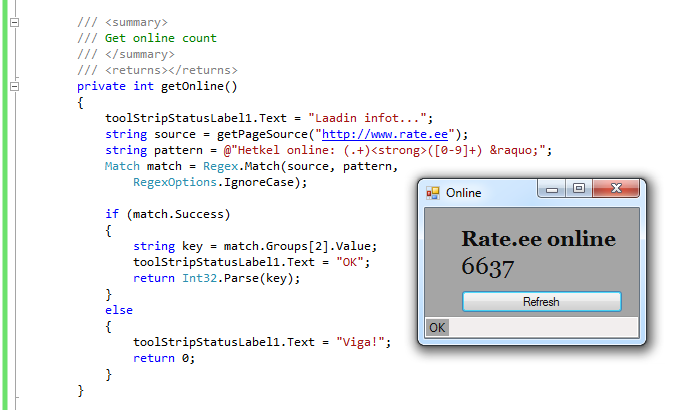 /// <summary>
/// Get online count
/// </summary>
/// <returns></returns>
private int getOnline()
{
toolStripStatusLabel1.Text = "Laadin infot...";
string source = getPageSource("http://www.rate.ee");
string pattern = @"Hetkel online: (.+)<strong>([0-9]+) &raquo;";
Match match = Regex.Match(source, pattern,
RegexOptions.IgnoreCase);
if (match.Success)
{
string key = match.Groups[2].Value;
toolStripStatusLabel1.Text = "OK";
return Int32.Parse(key);
}
else
{
toolStripStatusLabel1.Text = "Viga!";
return 0;
}
}
Online
Rate.ee online
6637
Refresh
OK